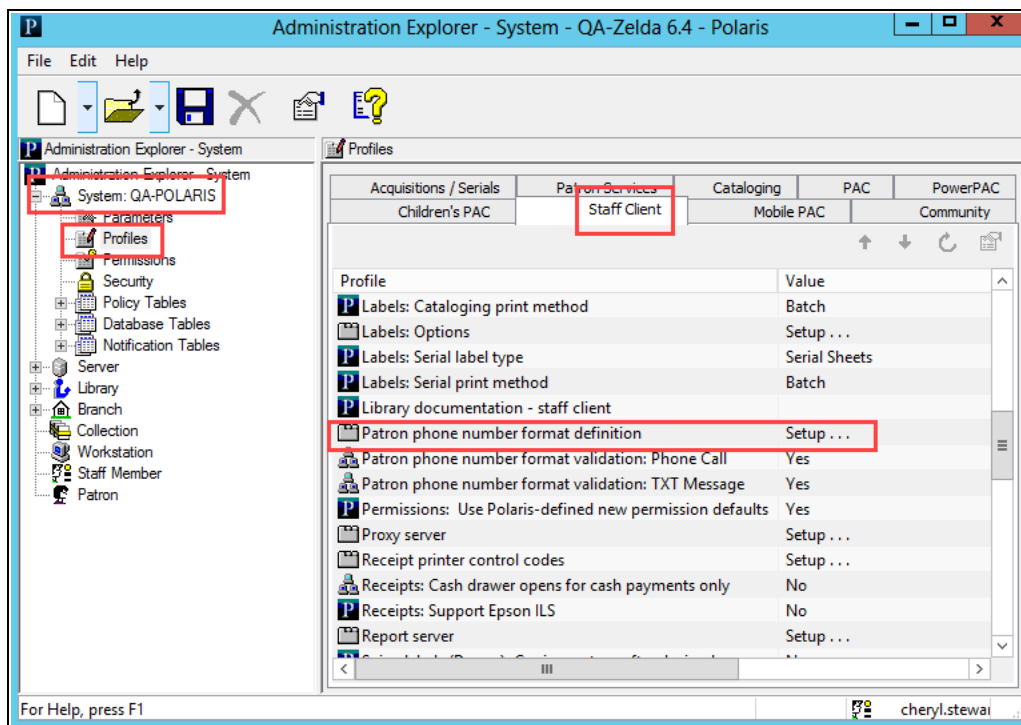 Administration Explorer - System - QA-Zelda 6.4 - Polaris
File Edit Help
Administration Explorer - System
Administration Explorer - System
System: QA-POLARIS
Parameters
Profiles
Permissions
Security
Policy Tables
Database Tables
Notification Tables
Server
Library
Branch
Collection
Workstation
Staff Member
Patron
Profiles
Acquisitions / Serials Patron Services Cataloging PAC PowerPAC
Children's PAC Staff Client Mobile PAC Community
Profile Value
Labels: Cataloging print method Batch
Labels: Options Setup . . .
Labels: Serial label type Serial Sheets
Labels: Serial print method Batch
Library documentation - staff client
Patron phone number format definition Setup . . .
Patron phone number format validation: Phone Call Yes
Patron phone number format validation: TXT Message Yes
Permissions: Use Polaris-defined new permission defaults Yes
Proxy server Setup . . .
Receipt printer control codes Setup . . .
Receipts: Cash drawer opens for cash payments only No
Receipts: Support Epson ILS No
Report server Setup . . .
For Help, press F1 cheryl.stewar